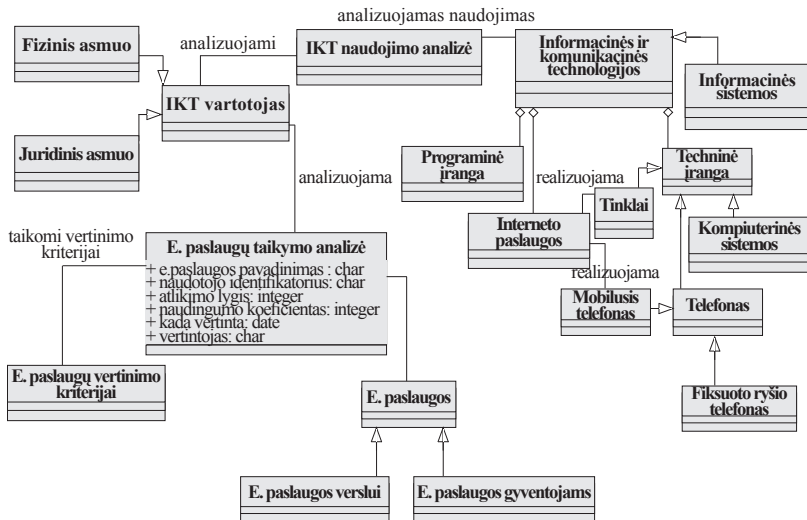 analizuojamas naudojimas
Fizinis asmuo
analizuojami
IKT naudojimo analizė
Informacinės ir
komunikacinės
technologijos
Informacinės
sistemos
IKT vartotojas
Juridinis asmuo
Programinė
įranga
realizuojama
Techninė
įranga
analizuojama
Tinklai
Interneto
paslaugos
Kompiuterinės
sistemos
taikomi vertinimo
kriterijai
E. paslaugų taikymo analizė
+ e.paslaugos pavadinimas : char
+ naudotojo identifikatorius: char
+ atlikimo lygis: integer
+ naudingumo koeficientas: integer
+ kada vertinta: date
+ vertintojas: char
realizuojama
Mobilusis
telefonas
Telefonas
E. paslaugų vertinimo
kriterijai
E. paslaugos
Fiksuoto ryšio
telefonas
E. paslaugos verslui
E. paslaugos gyventojams